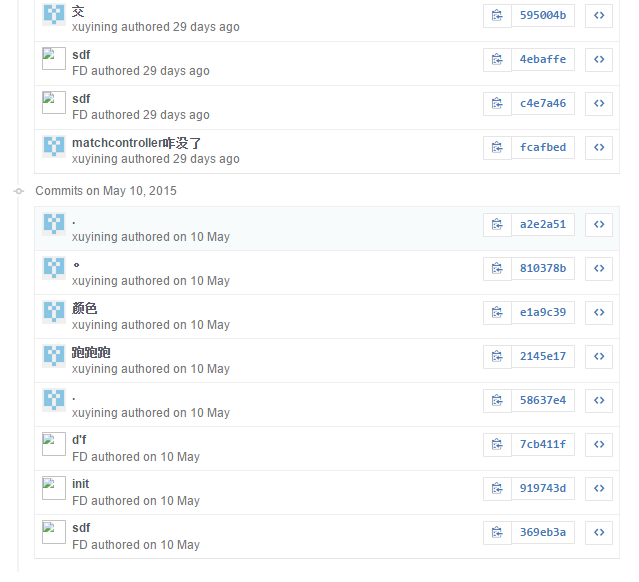 交
xuyining authored 29 days ago
595004b
sdf
FD authored 29 days ago
4ebaffe
sdf
FD authored 29 days ago
c4e7a46
matchcontroller咋没了
xuyining authored 29 days ago
fcafbed
Commits on May 10, 2015
.
xuyining authored on 10 May
a2e2a51
。
xuyining authored on 10 May
810378b
颜色
xuyining authored on 10 May
e1a9c39
跑跑跑
xuyining authored on 10 May
2145e17
.
xuyining authored on 10 May
58637e4
d'f
FD authored on 10 May
7cb411f
init
FD authored on 10 May
919743d
sdf
FD authored on 10 May
369eb3a